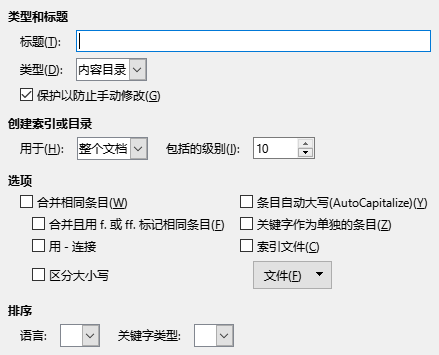 类型和标题
标题(T):
类型(D): 内容目录
保护以防止手动修改(G)
创建索引或目录
用于(H): 整个文档 包括的级别(I): 10
选项
合并相同条目(W) 条目自动大写(AutoCapitalize)(Y)
合并且用 f. 或 ff. 标记相同条目(F) 关键字作为单独的条目(Z)
用 - 连接 索引文件(C)
区分大小写 文件(F)
排序
语言: 关键字类型: